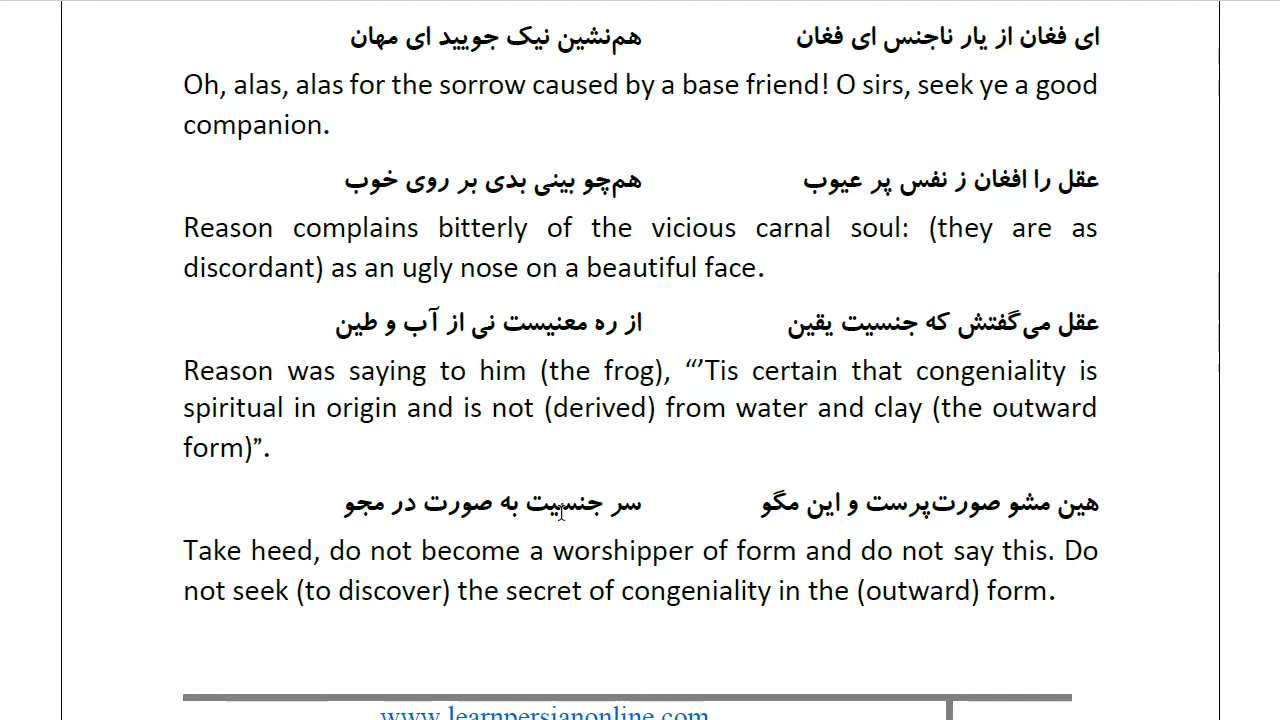 ای فغان از یار ناجنس ای فغان هم‌نشین نیک جویید ای مهان
Oh, alas, alas for the sorrow caused by a base friend! O sirs, seek ye a good
companion.
عقل را افغان ز نفس پر عیوب هم‌چو بینی بدی بر روی خوب
Reason complains bitterly of the vicious carnal soul: (they are as
discordant) as an ugly nose on a beautiful face.
عقل می‌گفتش که جنسیت یقین از ره معنیست نی از آب و طین
Reason was saying to him (the frog), “’Tis certain that congeniality is
spiritual in origin and is not (derived) from water and clay (the outward
form)”.
هین مشو صورت‌پرست و این مگو سر جنسیت به صورت در مجو
Take heed, do not become a worshipper of form and do not say this. Do
not seek (to discover) the secret of congeniality in the (outward) form.
www.learnpersianonline.com